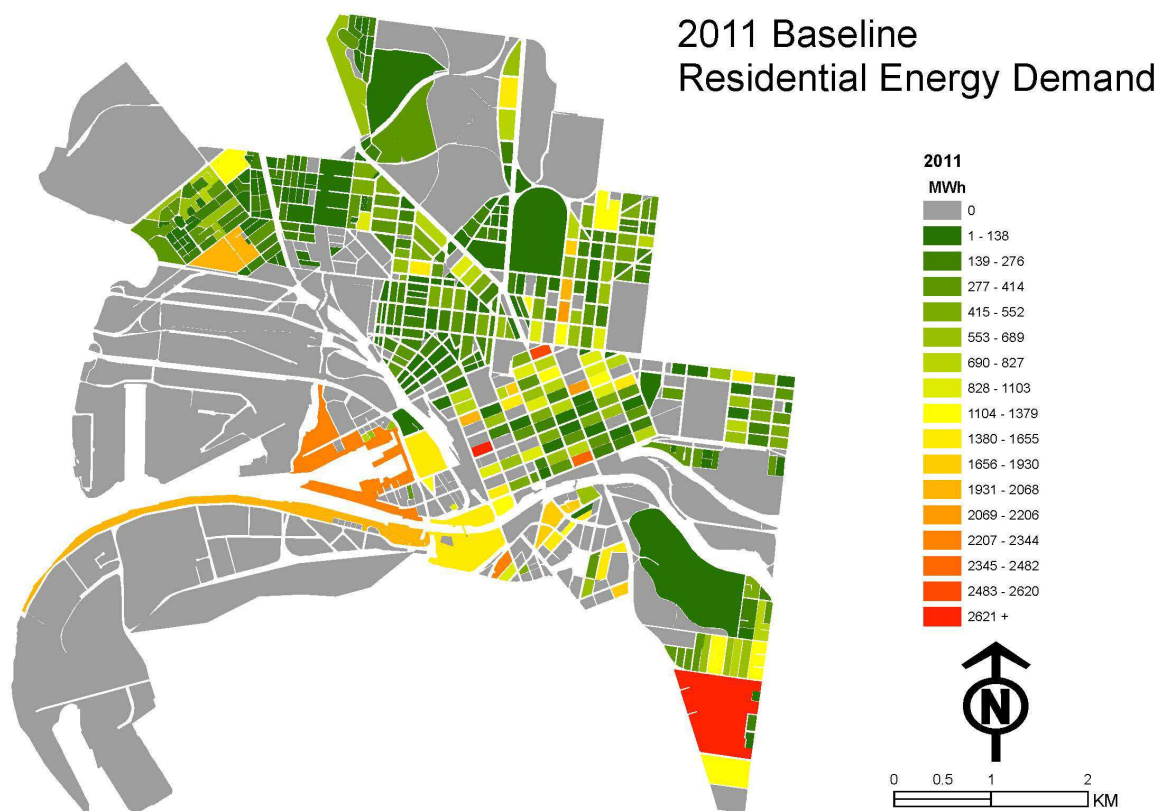 2011 Baseline
Residential Energy Demand
2011
MWh
0
1 - 138
139 - 276
277 - 414
415 - 552
553 - 689
690 - 827
828 - 1103
1104 - 1379
1380 - 1655
1656 - 1930
1931 - 2068
2069 - 2206
2207 - 2344
2345 - 2482
2483 - 2620
2621 +
N
0 0.5 1 2
KM